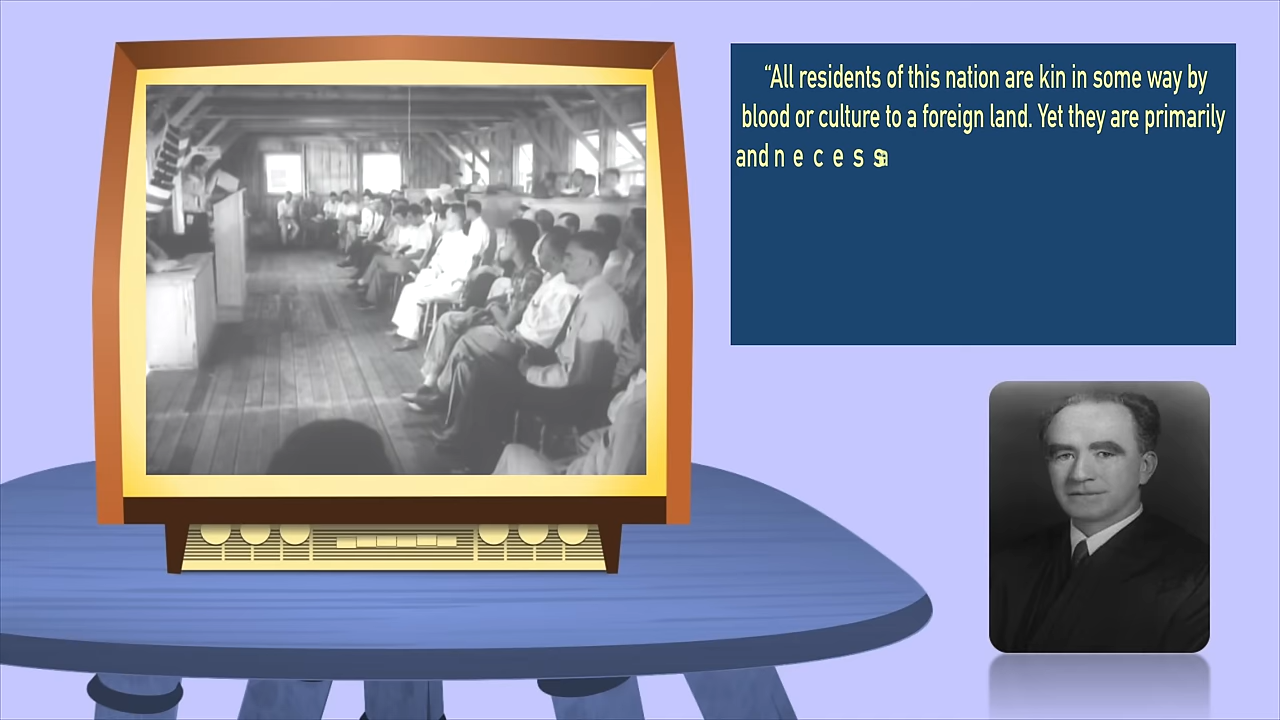 “All residents of this nation are kin in some way by
blood or culture to a foreign land. Yet they are primarily
and n e c e s s a